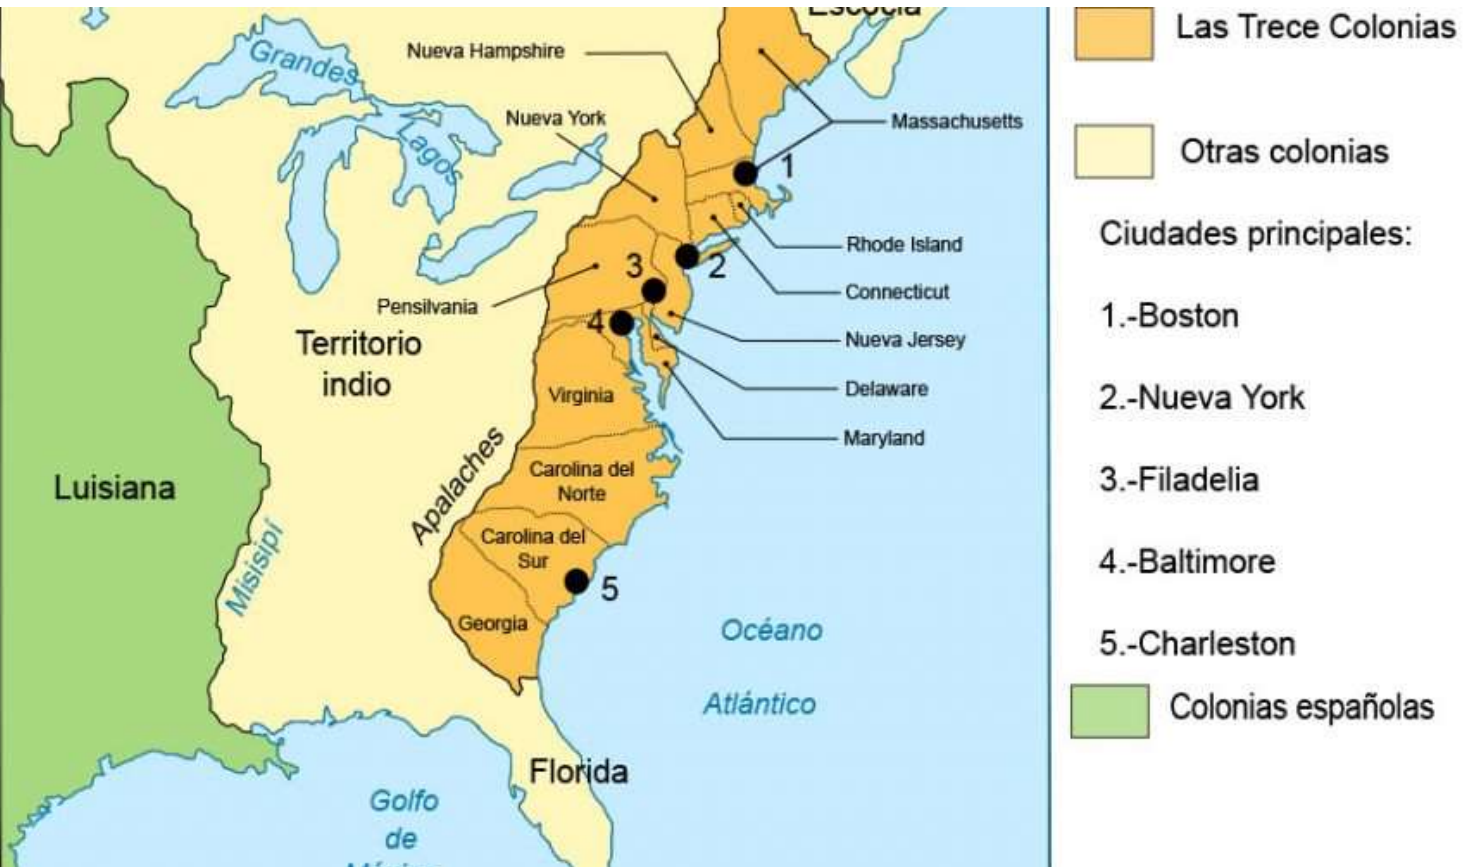 Escocia
Grandes
Lagos
Nueva Hampshire
Nueva York
Massachusetts
1
Rhode Island
2
Connecticut
3
Pensilvania
4
Nueva Jersey
Territorio
indio
Delaware
Virginia
Maryland
Apalaches
Carolina del
Norte
Luisiana
Carolina del
Sur
5
Misisipí
Georgia
Océano
Atlántico
Florida
Golfo
de
México
Las Trece Colonias
Otras colonias
Ciudades principales:
1.-Boston
2.-Nueva York
3.-Filadelia
4.-Baltimore
5.-Charleston
Colonias españolas